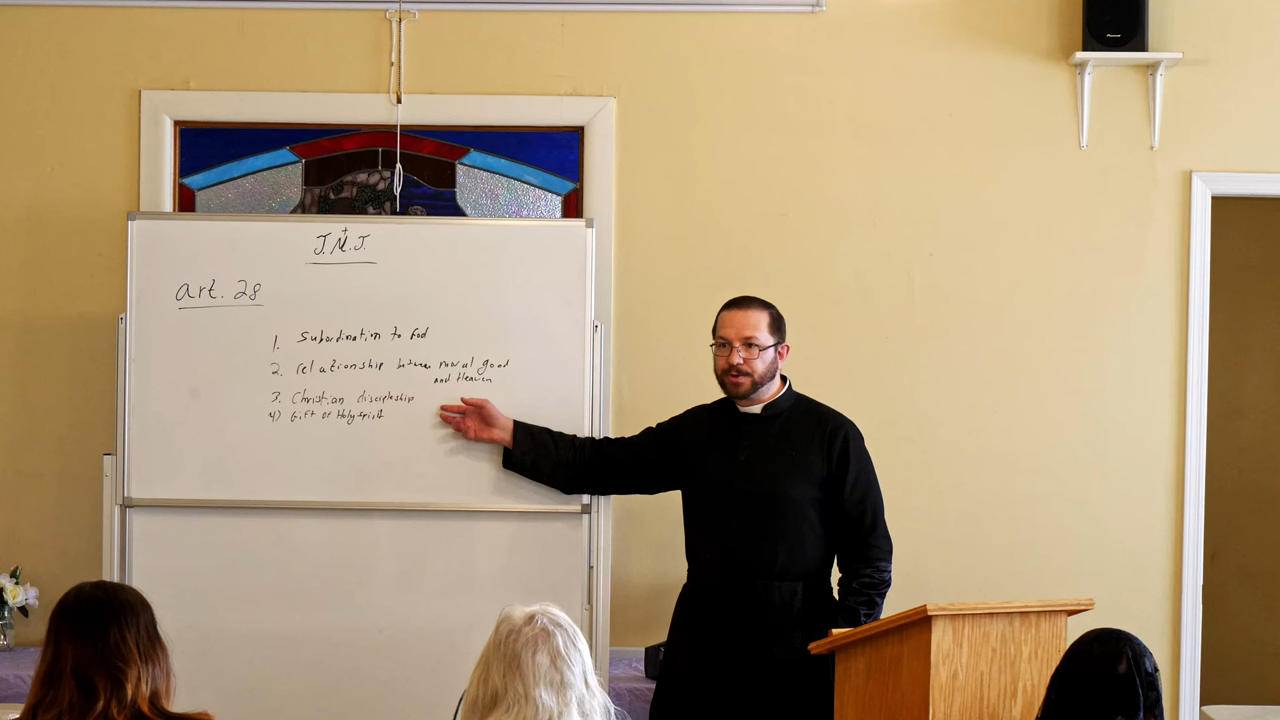 J.M.J.
art. 28
1. Subordination to God
2. relationship between moral good
and Heaven
3. Christian discipleship
4) Gift of Holy Spirit
Pioneer